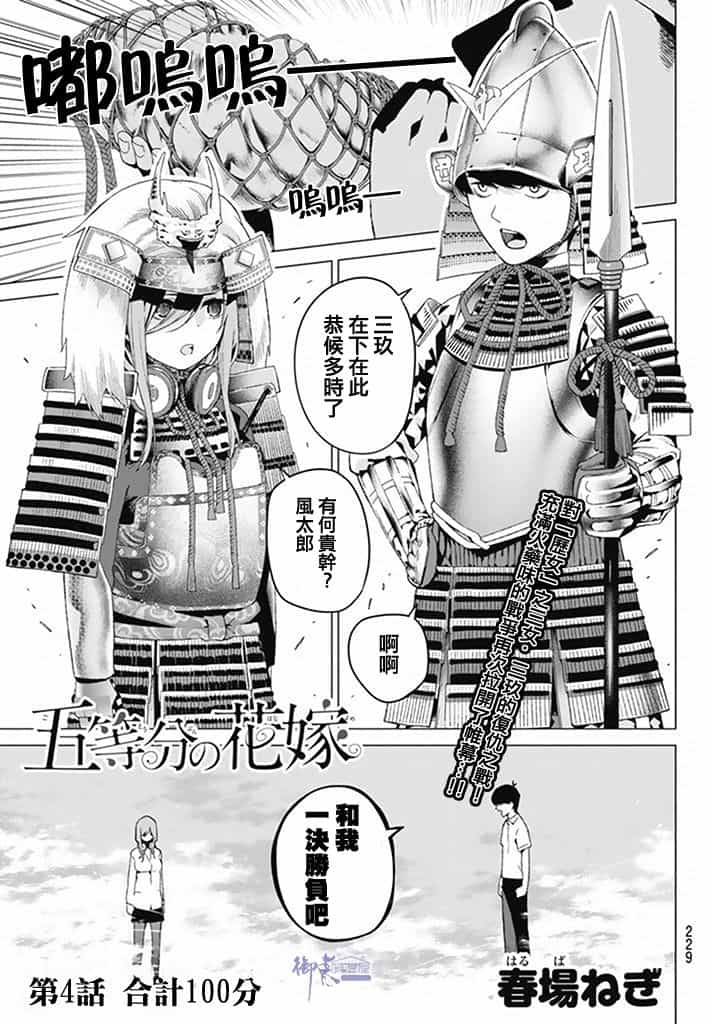 嘟嗚嗚
嗚嗚
三玖
在下在此
恭候多時了
有何貴幹？
風太郎
啊啊
對「歷女」之三女。三玖的復仇之戰！
充滿火藥味的戰爭再次拉開了帷幕…!!
五等分の花嫁
和我
一決勝負吧
229
第4話 合計100分
はる ば
春場ねぎ